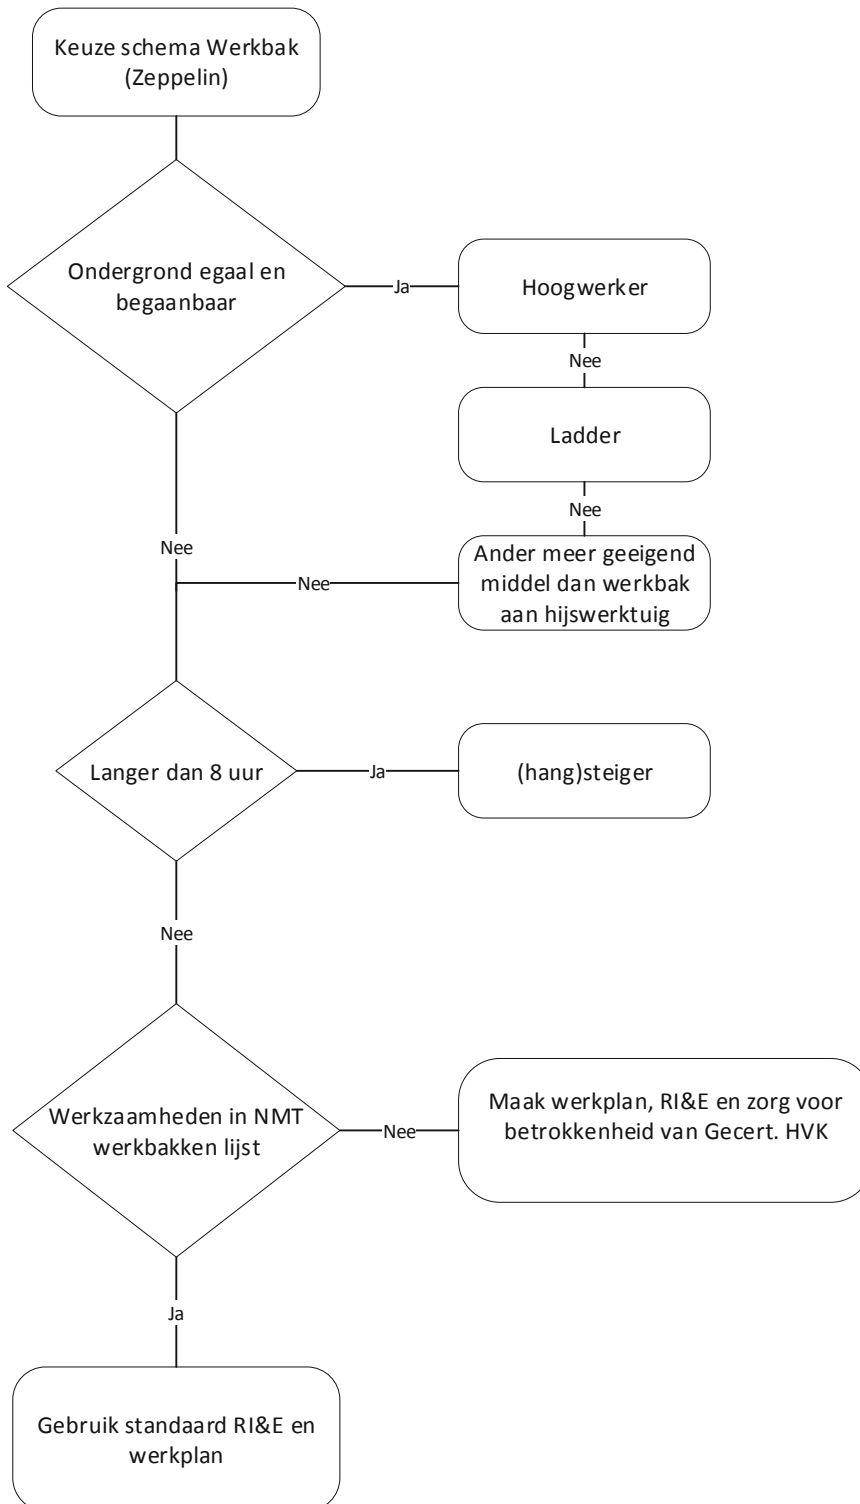 Keuze schema Werkbak
(Zeppelin)
Ondergrond egaal en
begaanbaar
Ja
Hoogwerker
Nee
Ladder
Nee
Ander meer geeigend
middel dan werkbak
aan hijswerktuig
Nee
Nee
Langer dan 8 uur
Ja
(hang)steiger
Nee
Werkzaamheden in NMT
werkbakken lijst
Nee
Maak werkplan, RI&E en zorg voor
betrokkenheid van Gecert. HVK
Ja
Gebruik standaard RI&E en
werkplan